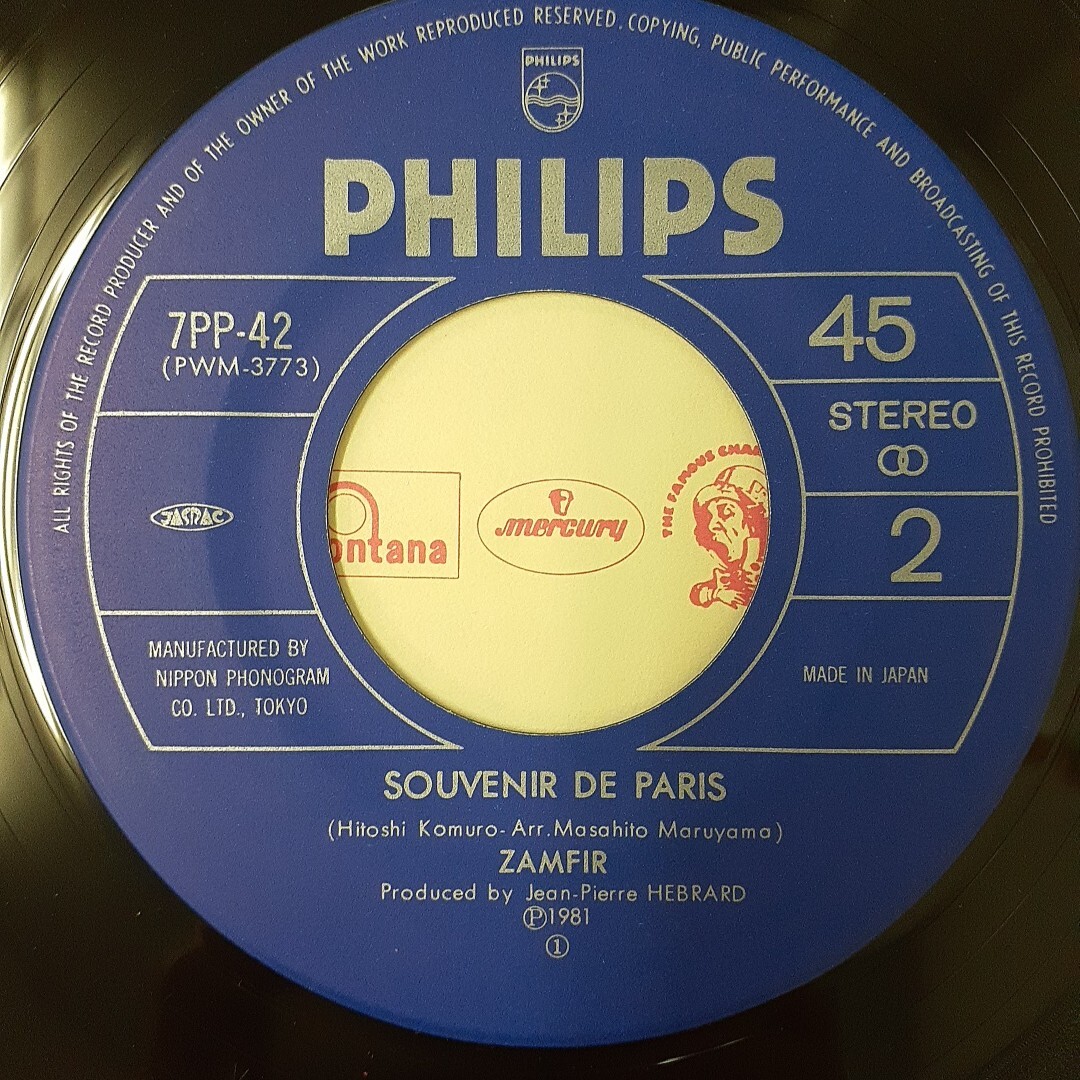 ALL RIGHTS OF THE RECORD PRODUCER AND OF THE OWNER OF THE WORK REPRODUCED RESERVED. COPYING, PUBLIC PERFORMANCE AND BROADCASTING OF THIS RECORD PROHIBITED
PHILIPS
PHILIPS
7PP-42
(PWM-3773)
45
STEREO
2
JASRAC
ontana
mercury
THE FAMOUS
MANUFACTURED BY
NIPPON PHONOGRAM
CO. LTD., TOKYO
MADE IN JAPAN
SOUVENIR DE PARIS
(Hitoshi Komuro-Arr.Masahito Maruyama)
ZAMFIR
Produced by Jean-Pierre HEBRARD
Ⓟ1981
①